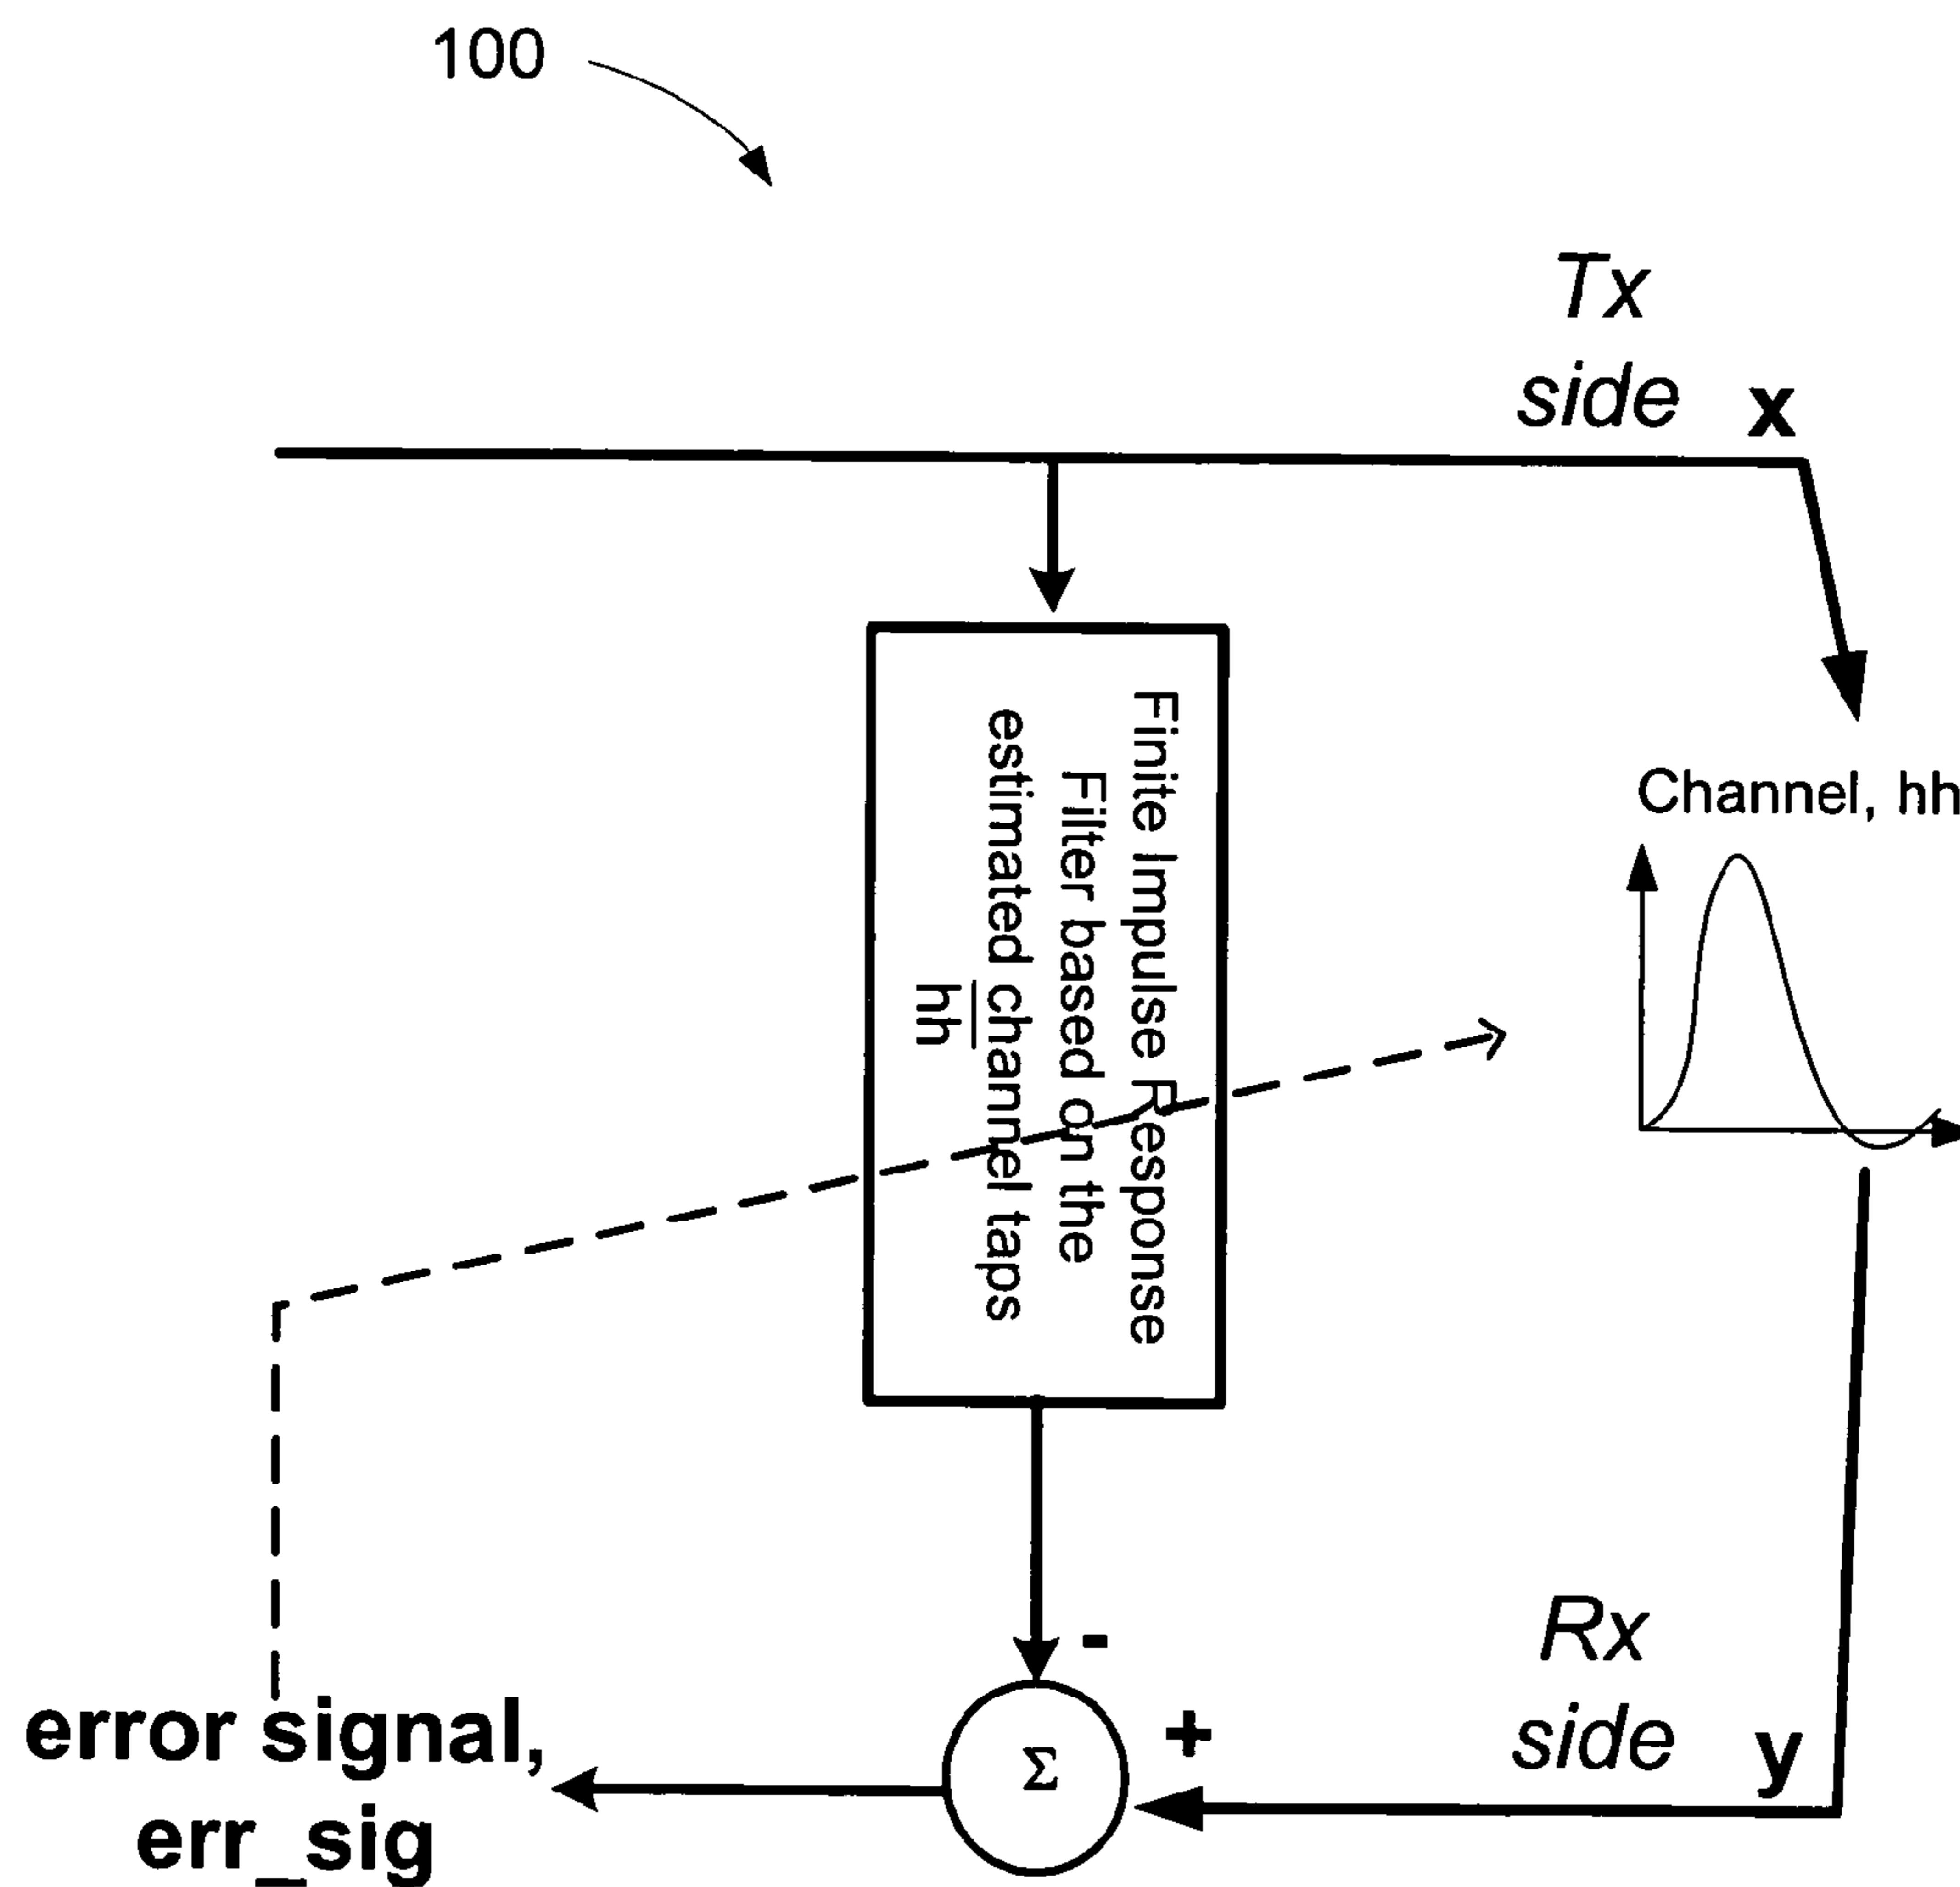 100
Tx
side x
Channel, hh
Finite Impulse Response
Filter based on the
estimated channel taps
hh
-
Rx
side y
+
Σ
error signal,
err_sig